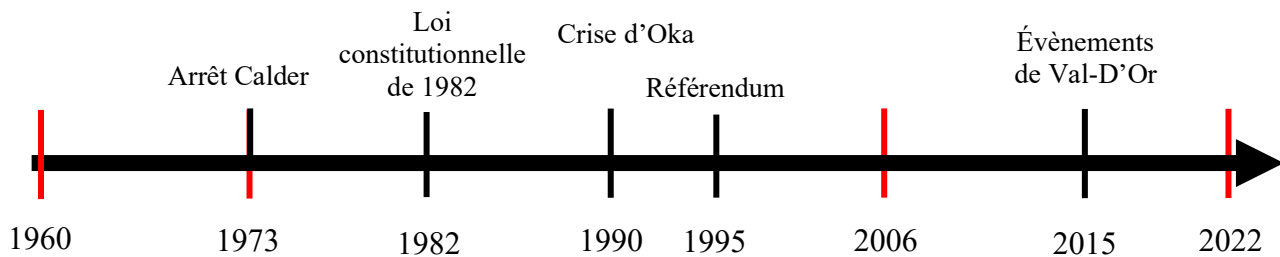 Arrêt Calder
Loi
constitutionnelle
de 1982
Crise d’Oka
Référendum
Évènements
de Val-D’Or
1960
1973
1982
1990
1995
2006
2015
2022